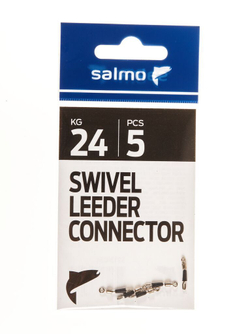 salmo
KG
24
PCS
5
SWIVEL
LEEDER
CONNECTOR